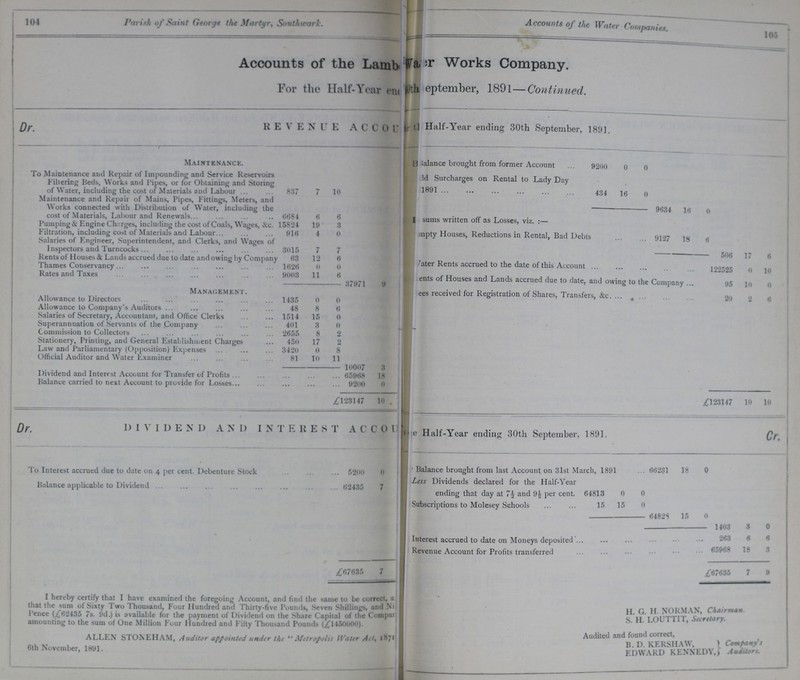 104 Parish of Saint George the Martyr, Southwark.
Accounts of the Water Companies. 105
Accounts of the Lamb
er Works Company.
For the Half-Year en
eptember, 1891—Continued.
Dr. REVENUE ACCOU
Half-Year ending 30th September, 1891.
MAINTENANCE.
To Maintenance and Repair of Impounding and Service Reservoirs
Filtering Beds, Works and Pipes, or for Obtaining and Storing
of Water, including the cost of Materials and Labour ... ... 837 7 10
Maintenance and Repair of Mains, Pipes, Fittings, Meters, and
Works connected with Distribution of Water, including the
cost of Materials, Labour and Renewals... ... ... ... 6684 6 6
Pumping & Engine Charges, including the cost of Coals, Wages, &c. 15824 19 3
Filtration, including cost of Materials and Labour... ... ... 916 4 0
Salaries of Engineer, Superintendent, and Clerks, and Wages of
Inspectors and Turncocks ... ... ... ... ... ... 3015 7 7
Rents of Houses & Lands accrued due to date and owing by Company 63 12 6
Thames Conservancy ... ... ... ... ... ... ... 1626 0 0
Rates and Taxes ... ... ... ... ... ... ... 9003 11 6
37971 9
MANAGEMENT.
Allowance to Directors ... ... ... ... ... ... 1435 0 0
Allowance to Company's Auditors ... ... ... ... ... 48 8 6
Salaries of Secretary, Accountant, and Office Clerks ... ... 1514 15 0
Superannuation of Servants of the Company ... ... ... 401 3 0
Commission to Collectors ... ... ... ... ... ... 2655 8 2
Stationery, Printing, and General Establishment Charges ... 450 17 2
Law and Parliamentary (Opposition) Expenses ... ... ... 3420 0 8
Official Auditor and Water Examiner ... ... ... ... 81 10 11
10007 3
Dividend and Interest Account for Transfer of Profits ... ... ... ... 65968 18
Balance carried to next Account to provide for Losses... ... ... ... 9200 0
£123147 10
alance brought from former Account ... 9200 0 0
dd Surcharges on Rental to Lady Day
1891 ... ... ... ... ... ... 434 16 0
9634 16 0
sums written off as Losses, viz. :—
mpty Houses, Reductions in Rental, Bad Debts ... ... 9127 18 6
506 17 6
ater Rents accrued to the date of this Account ... ... ... ... 122525 0 10
ents of Houses and Lands accrued due to date, and owing to the Company ... 95 10 0
ees received for Registration of Shares, Transfers, &c. ... ... ... ... 20 2 6
£123147 10 10
Dr. DIVIDEND AND INTEREST ACCOU
e Half-Year ending 30th September, 1891. Cr.
To Interest accrued due to date on 4 per cent. Debenture Stock ... ... 5200 0
Balance applicable to Dividend ... ... ... ... ... ... ... 62435 7
£67635 7
Balance brought from last Account on 31st March, 1891 ... 66231 18 0
Less Dividends declared for the Half-Year
ending that day at 7½ and 9½ per cent. 64813 0 0
Subscriptions to Molesey Schools ... ... 15 15 0
64828 15 0
1403 3 0
Interest accrued to date on Moneys deposited ... ... ... ... ... 263 6 6
Revenue Account for Profits transferred ... ... ... ... ... 65968 18 3
£67635 7 9
I hereby certify that I have examined the foregoing Account, and find the same to be correct, a
that the sum of Sixty Two Thousand, Four Hundred and Thirty-five Pounds, Seven Shillings, and Ni
Pence (£62435 7s. 9d.) is available for the payment of Dividend on the Share Capital of the Compan
amounting to the sum of One Million Four Hundred and Fifty Thousand Pounds (£1450000).
ALLEN STONEHAM, Auditor appointed under the "Metropolis Water Act, 1871
6th November, 1891.
H. G. H. NORMAN, Chairman.
S. H. LOUTTIT, Secretary.
Audited and found correct,
B. D. KERSHAW, } Company's
EDWARD KENNEDY, } Auditors.